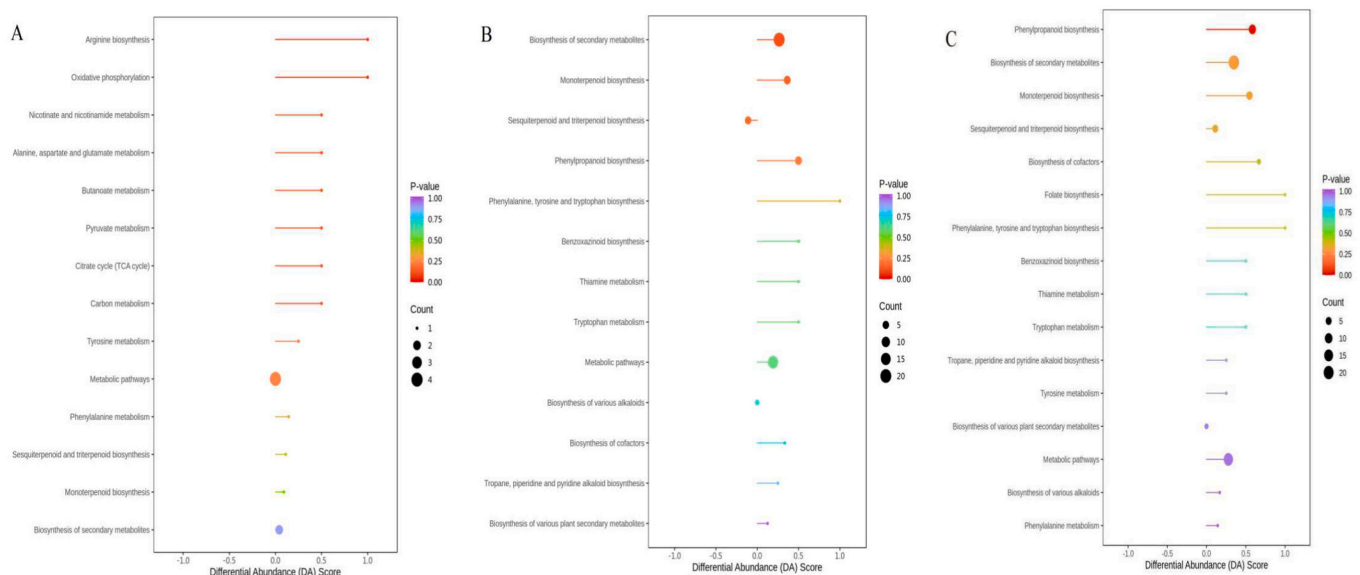 A
Arginine biosynthesis
Oxidative phosphorylation
Nicotinate and nicotinamide metabolism
Alanine, aspartate and glutamate metabolism
Butanoate metabolism
Pyruvate metabolism
Citrate cycle (TCA cycle)
Carbon metabolism
Tyrosine metabolism
Metabolic pathways
Phenylalanine metabolism
Sesquiterpenoid and triterpenoid biosynthesis
Monoterpenoid biosynthesis
Biosynthesis of secondary metabolites
-1.0 -0.5 0.0 0.5 1.0
Differential Abundance (DA) Score
P-value
1.00
0.75
0.50
0.25
0.00
Count
1
2
3
4
B
Biosynthesis of secondary metabolites
Monoterpenoid biosynthesis
Sesquiterpenoid and triterpenoid biosynthesis
Phenylpropanoid biosynthesis
Phenylalanine, tyrosine and tryptophan biosynthesis
Benzoxazinoid biosynthesis
Thiamine metabolism
Tryptophan metabolism
Metabolic pathways
Biosynthesis of various alkaloids
Biosynthesis of cofactors
Tropane, piperidine and pyridine alkaloid biosynthesis
Biosynthesis of various plant secondary metabolites
-1.0 -0.5 0.0 0.5 1.0
Differential Abundance (DA) Score
P-value
1.00
0.75
0.50
0.25
0.00
Count
5
10
15
20
C
Phenylpropanoid biosynthesis
Biosynthesis of secondary metabolites
Monoterpenoid biosynthesis
Sesquiterpenoid and triterpenoid biosynthesis
Biosynthesis of cofactors
Folate biosynthesis
Phenylalanine, tyrosine and tryptophan biosynthesis
Benzoxazinoid biosynthesis
Thiamine metabolism
Tryptophan metabolism
Tropane, piperidine and pyridine alkaloid biosynthesis
Tyrosine metabolism
Biosynthesis of various plant secondary metabolites
Metabolic pathways
Biosynthesis of various alkaloids
Phenylalanine metabolism
-1.0 -0.5 0.0 0.5 1.0
Differential Abundance (DA) Score
P-value
1.00
0.75
0.50
0.25
0.00
Count
5
10
15
20